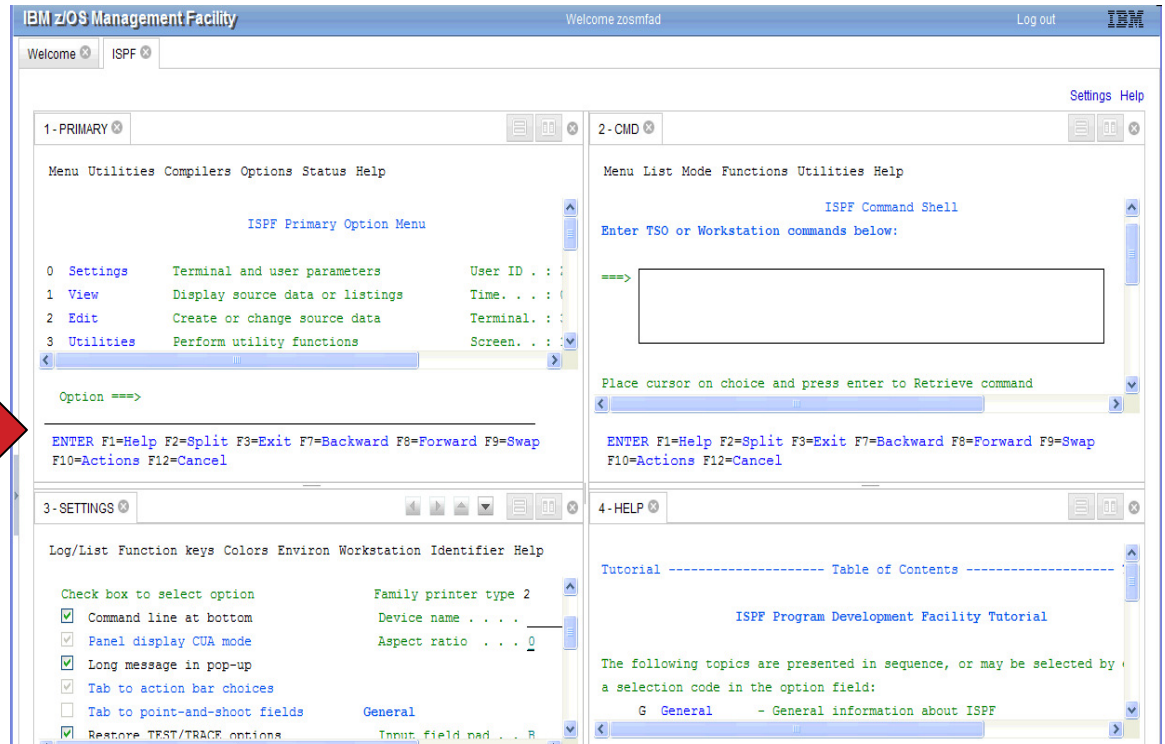 IBM z/OS Management Facility Welcome zosmfad Log out IBM
Welcome ISPF
Settings Help
1 - PRIMARY
Menu Utilities Compilers Options Status Help
ISPF Primary Option Menu
0 Settings Terminal and user parameters User ID . :
1 View Display source data or listings Time. . . :
2 Edit Create or change source data Terminal. :
3 Utilities Perform utility functions Screen. . :
Option ===>
ENTER F1=Help F2=Split F3=Exit F7=Backward F8=Forward F9=Swap
F10=Actions F12=Cancel
2 - CMD
Menu List Mode Functions Utilities Help
ISPF Command Shell
Enter TSO or Workstation commands below:
===>
Place cursor on choice and press enter to Retrieve command
ENTER F1=Help F2=Split F3=Exit F7=Backward F8=Forward F9=Swap
F10=Actions F12=Cancel
3 - SETTINGS
Log/List Function keys Colors Environ Workstation Identifier Help
Check box to select option Family printer type 2
Command line at bottom Device name . . . .
Panel display CUA mode Aspect ratio . . . 0
Long message in pop-up
Tab to action bar choices
Tab to point-and-shoot fields General
Restore TEST/TRACE options Input field pad . . B
4 - HELP
Tutorial --------------------- Table of Contents --------------------
ISPF Program Development Facility Tutorial
The following topics are presented in sequence, or may be selected by
a selection code in the option field:
G General - General information about ISPF